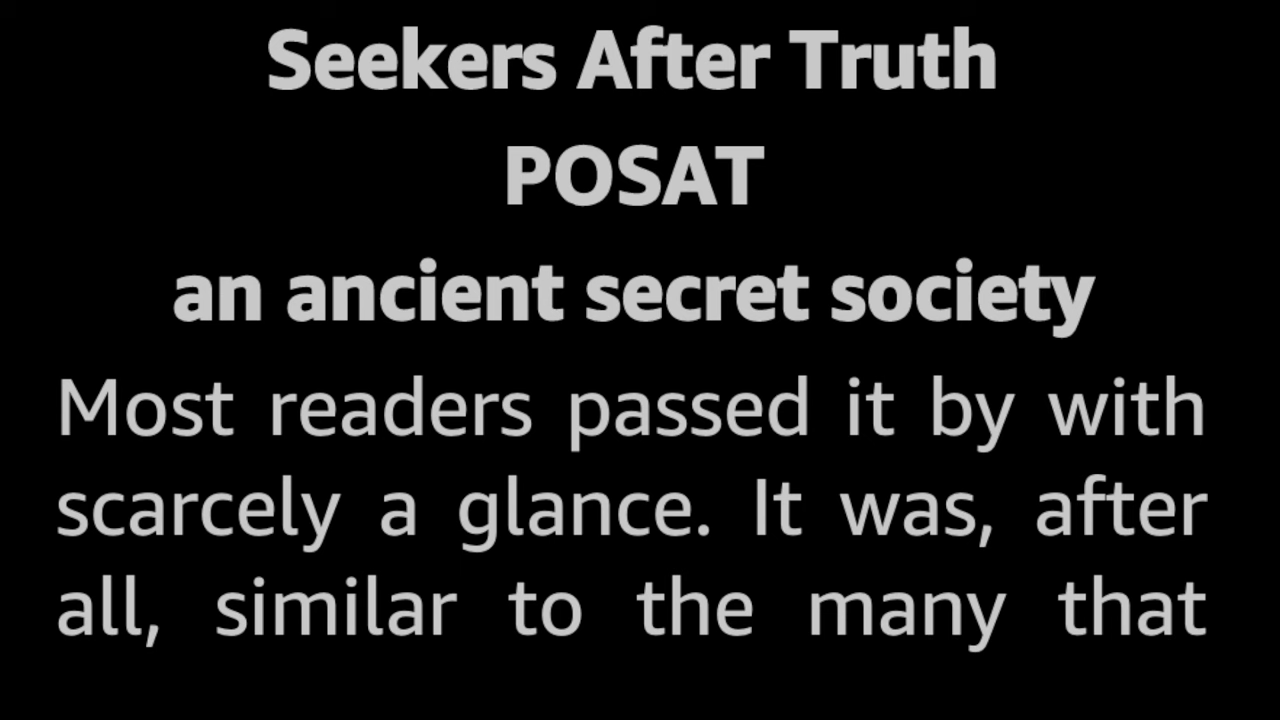 Seekers After Truth
POSAT
an ancient secret society
Most readers passed it by with
scarcely a glance. It was, after
all, similar to the many that